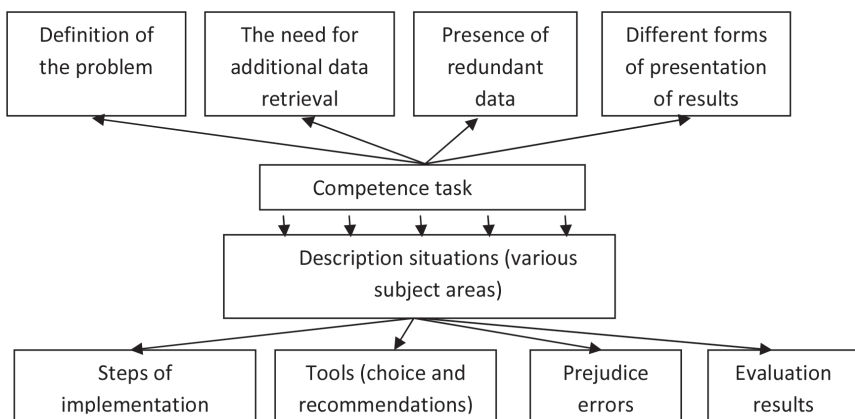 Definition of
the problem
The need for
additional data
retrieval
Presence of
redundant
data
Different forms
of presentation
of results
Competence task
Description situations (various
subject areas)
Steps of
implementation
Tools (choice and
recommendations)
Prejudice
errors
Evaluation
results